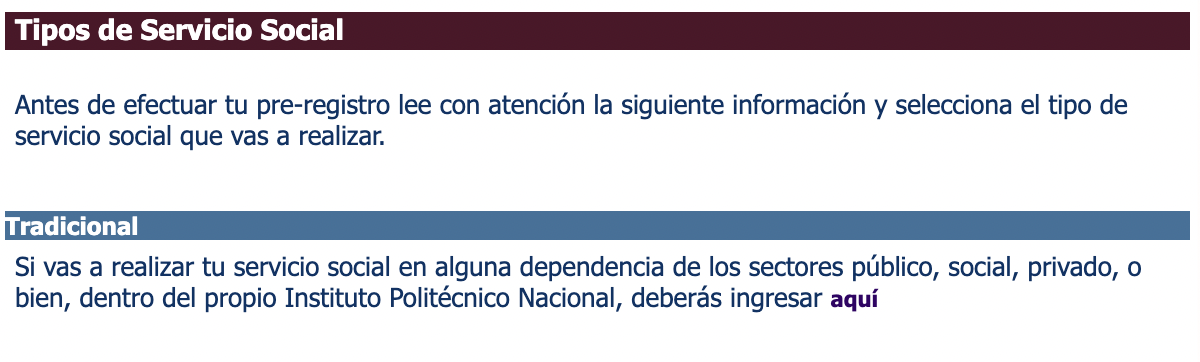 Tipos de Servicio Social
Antes de efectuar tu pre-registro lee con atención la siguiente información y selecciona el tipo de
servicio social que vas a realizar.
Tradicional
Si vas a realizar tu servicio social en alguna dependencia de los sectores público, social, privado, o
bien, dentro del propio Instituto Politécnico Nacional, deberás ingresar aquí